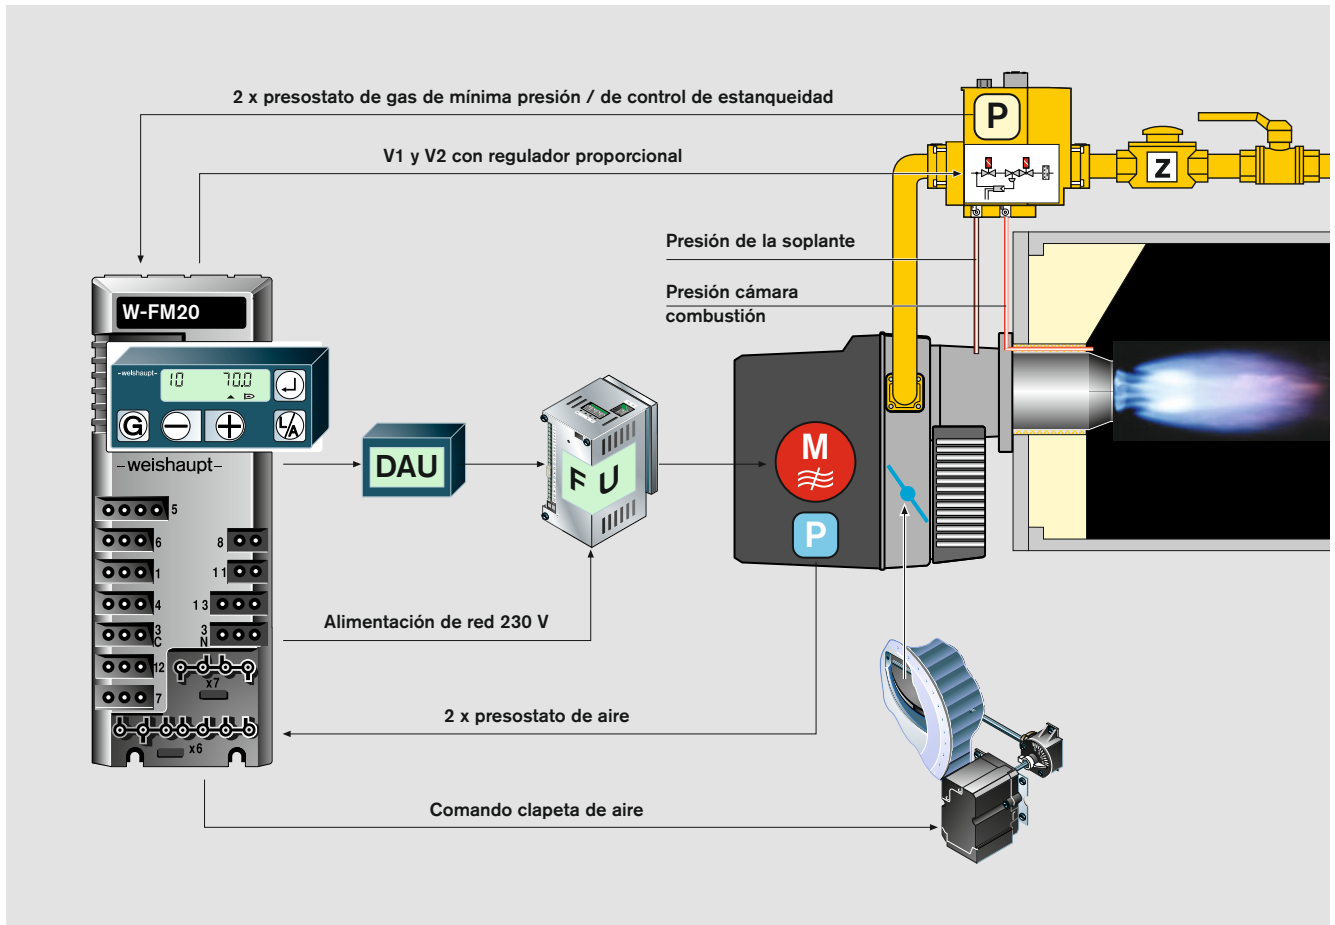 2 x presostato de gas de mínima presión / de control de estanqueidad
P
V1 y V2 con regulador proporcional
Z
Presión de la soplante
Presión cámara
combustión
W-FM20
-weishaupt-
10 70.0
G
L/A
-weishaupt-
DAU
F U
M
P
5
6
8
1
11
4
13
3
C
3
N
12
7
x7
x6
Alimentación de red 230 V
2 x presostato de aire
Comando clapeta de aire